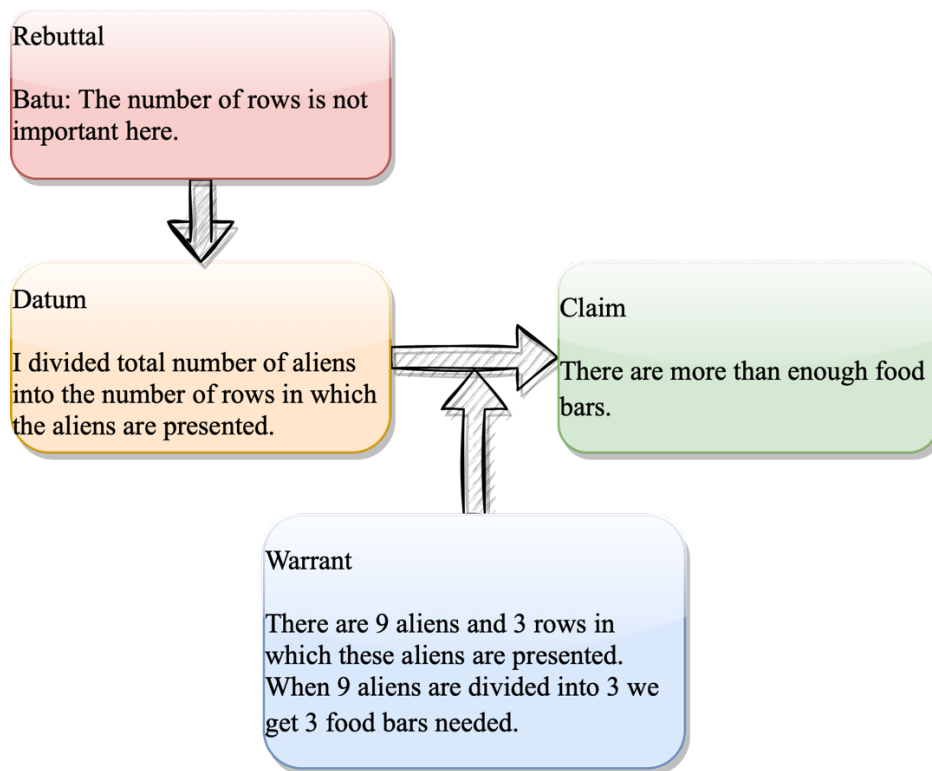 Rebuttal
Batu: The number of rows is not
important here.
Datum
I divided total number of aliens
into the number of rows in which
the aliens are presented.
Claim
There are more than enough food
bars.
Warrant
There are 9 aliens and 3 rows in
which these aliens are presented.
When 9 aliens are divided into 3 we
get 3 food bars needed.